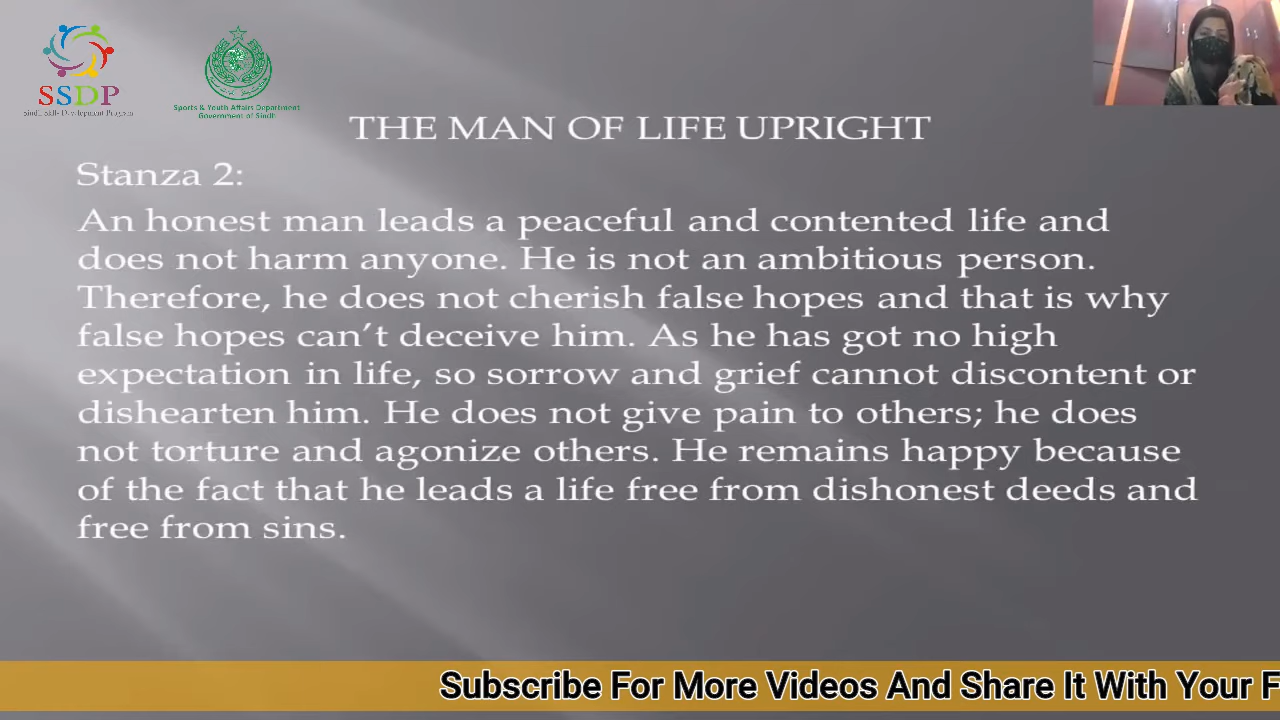 SSDP
Sindh Skills Development Program
Sports & Youth Affairs Department
Government of Sindh
THE MAN OF LIFE UPRIGHT
Stanza 2:
An honest man leads a peaceful and contented life and
does not harm anyone. He is not an ambitious person.
Therefore, he does not cherish false hopes and that is why
false hopes can’t deceive him. As he has got no high
expectation in life, so sorrow and grief cannot discontent or
dishearten him. He does not give pain to others; he does
not torture and agonize others. He remains happy because
of the fact that he leads a life free from dishonest deeds and
free from sins.
Subscribe For More Videos And Share It With Your F